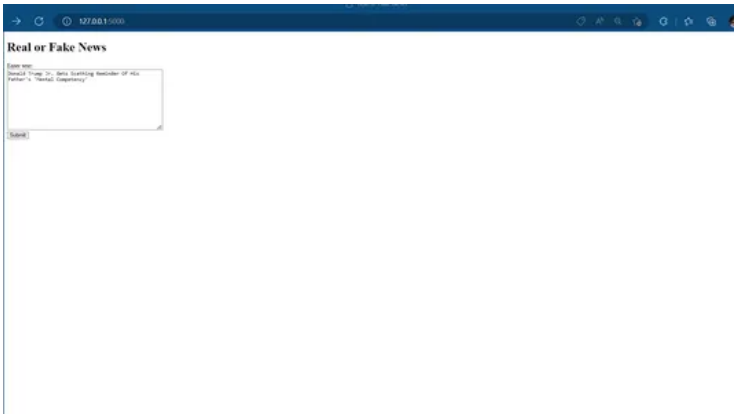 127.0.0.1:5000
Real or Fake News
Enter text:
Donald Trump Jr. Gets Scathing Reminder Of His
Father's 'Mental Competency'
Submit